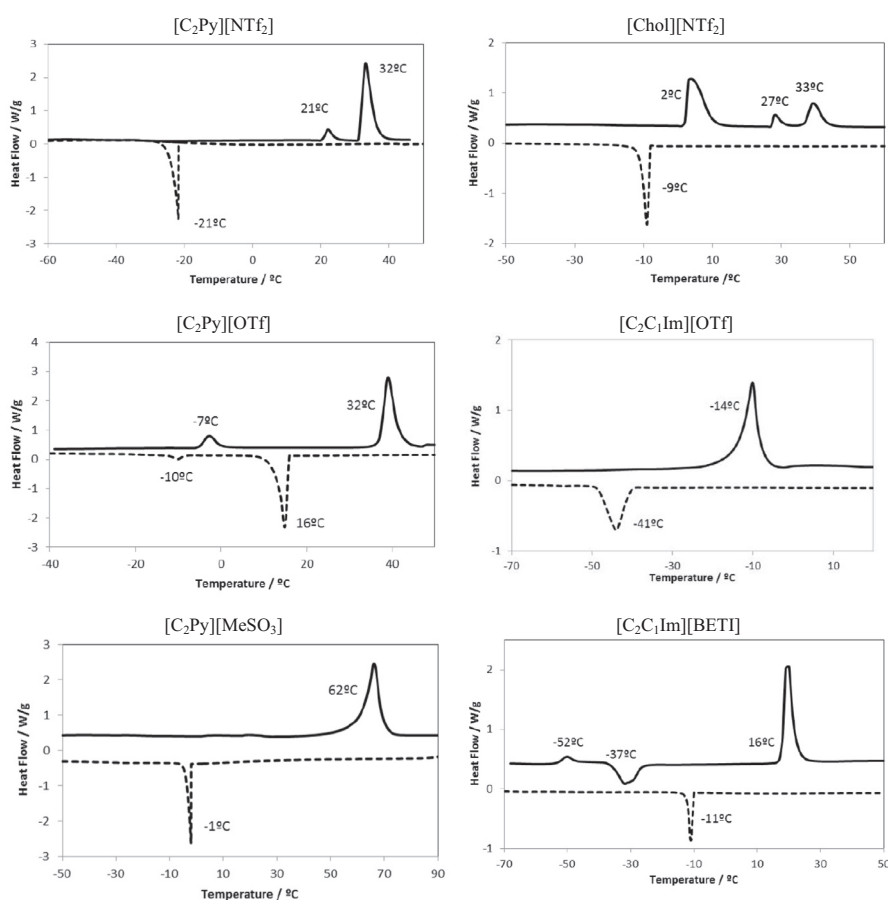 [C₂Py][NTf₂]
3
2
1
0
-1
-2
-3
Heat Flow / W/g
21ºC
32ºC
-21ºC
-60
-40
-20
0
20
40
Temperature / ºC
[Chol][NTf₂]
2
1
0
-1
-2
Heat Flow / W/g
2ºC
27ºC
33ºC
-9ºC
-50
-30
-10
10
30
50
Temperature / ºC
[C₂Py][OTf]
4
3
2
1
0
-1
-2
-3
Heat Flow / W/g
-7ºC
32ºC
-10ºC
16ºC
-40
-20
0
20
40
Temperature / ºC
[C₂C₁Im][OTf]
2
1
0
-1
Heat Flow / W/g
-14ºC
-41ºC
-70
-50
-30
-10
10
Temperature / ºC
[C₂Py][MeSO₃]
3
2
1
0
-1
-2
-3
Heat Flow / W/g
62ºC
-1ºC
-50
-30
-10
10
30
50
70
90
Temperature / ºC
[C₂C₁Im][BETI]
2
1
0
-1
Heat Flow / W/g
-52ºC
-37ºC
16ºC
-11ºC
-70
-50
-30
-10
10
30
50
Temperature / ºC